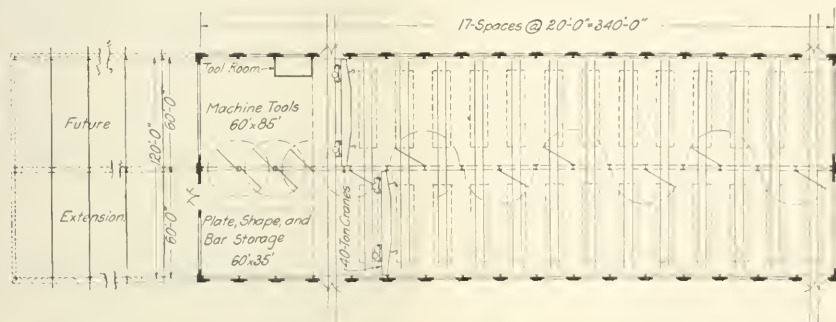 17-Spaces @ 20'-0"=340'-0"
Tool Room
Machine Tools
60'x85'
Future
Extension
120'-0"
60'-0"
60'-0"
Plate, Shape, and
Bar Storage
60'x35'
40-Ton Cranes